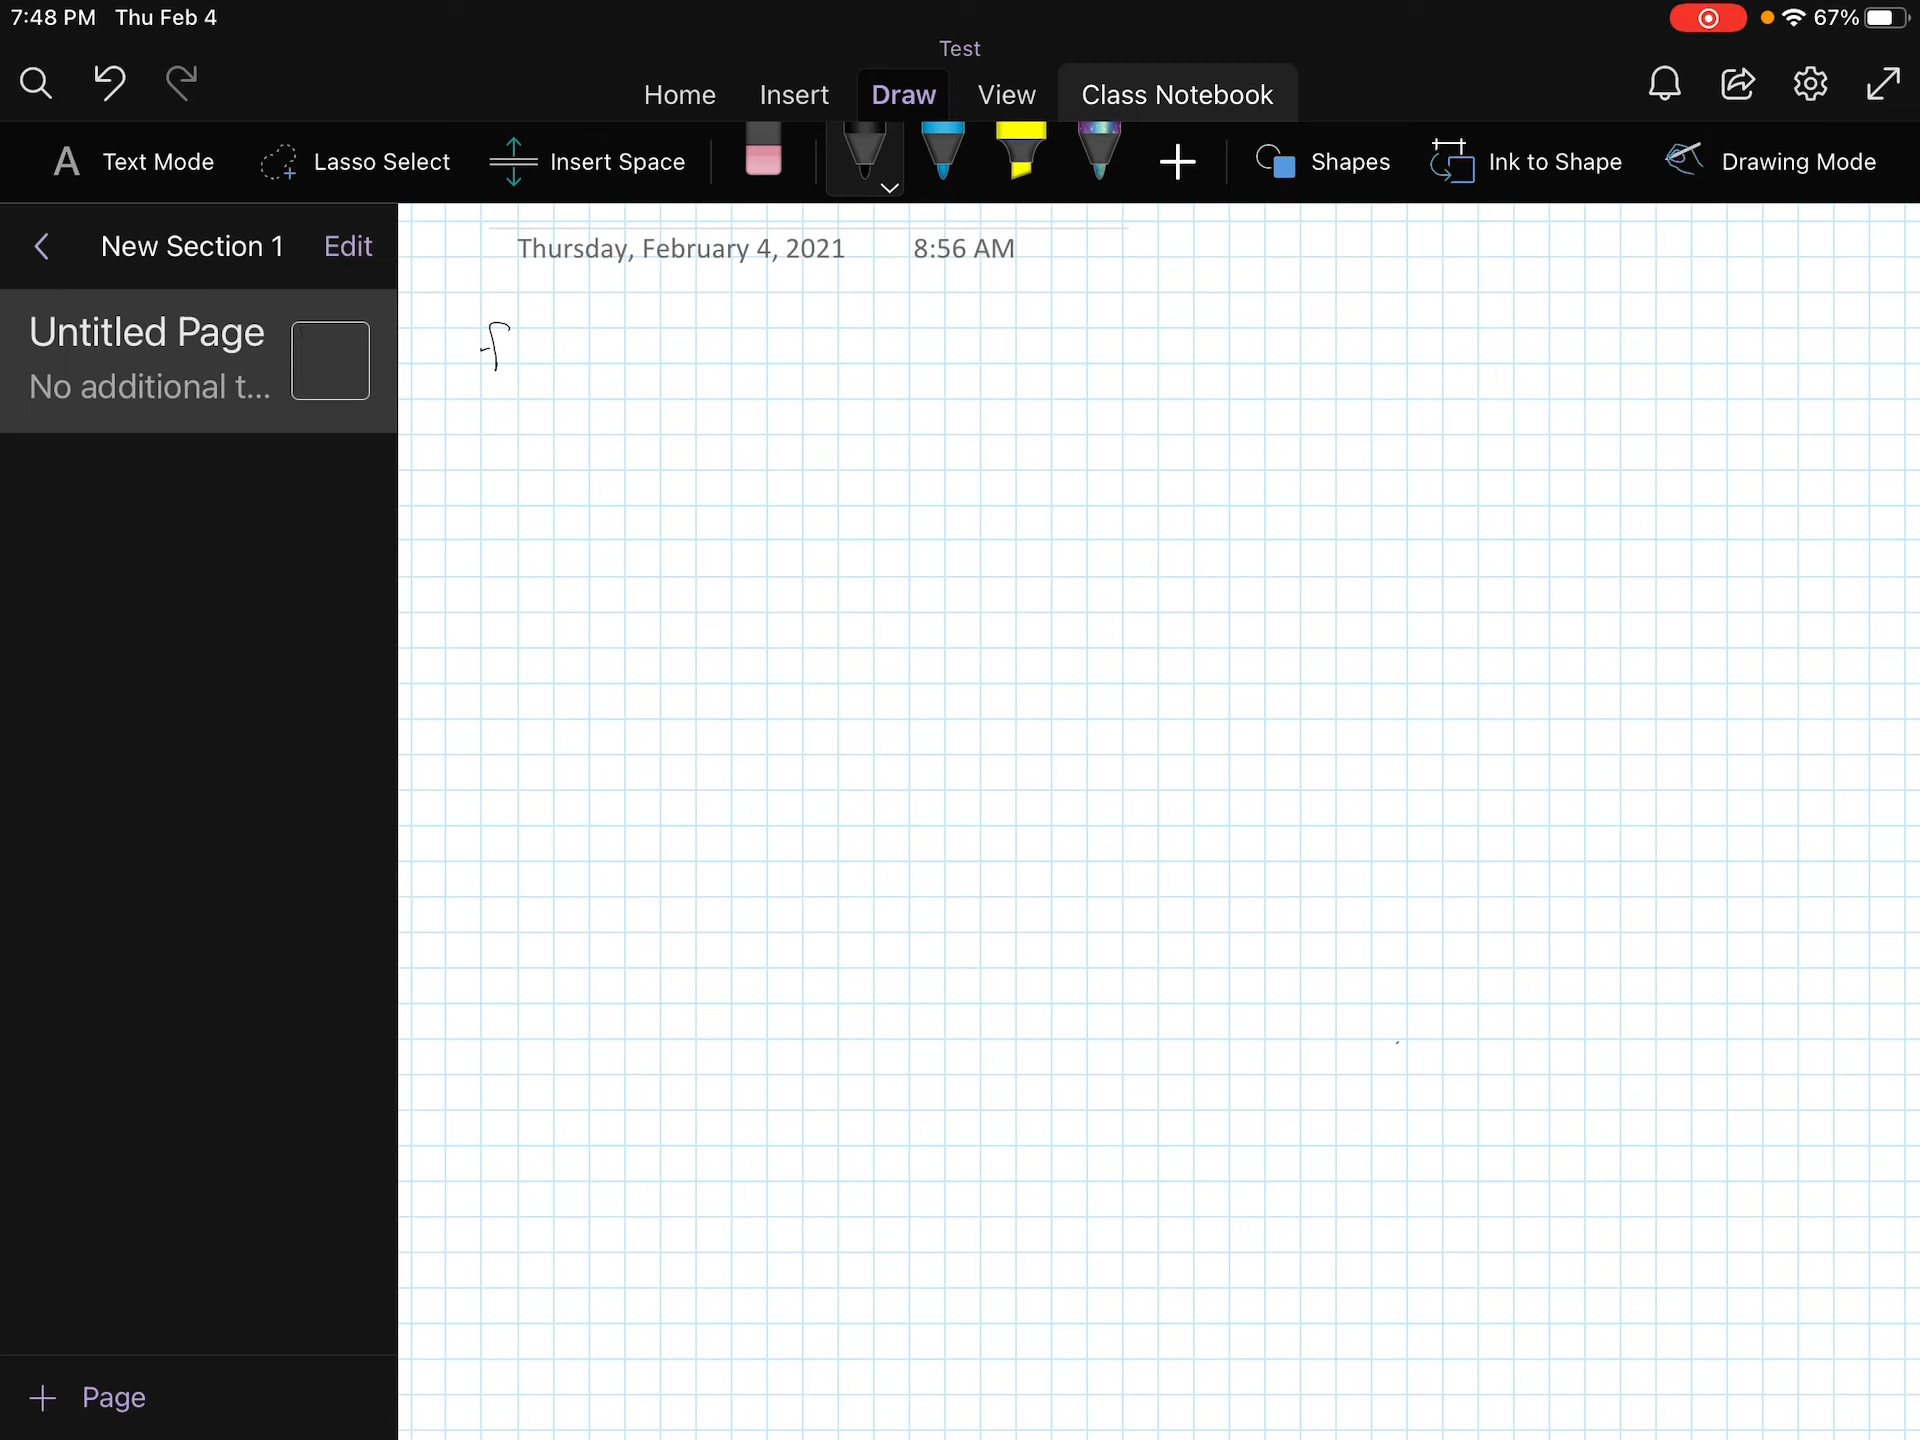 7:48 PM Thu Feb 4
67%
Test
Home Insert Draw View Class Notebook
Text Mode Lasso Select Insert Space Shapes Ink to Shape Drawing Mode
New Section 1 Edit
Thursday, February 4, 2021 8:56 AM
Untitled Page
No additional t...
f
Page